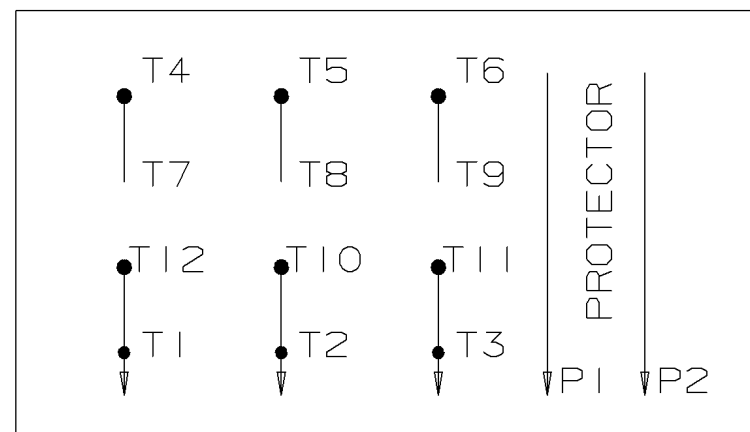 T4 T5 T6
T7 T8 T9
T12 T10 T11
T1 T2 T3
PROTECTOR
P1 P2